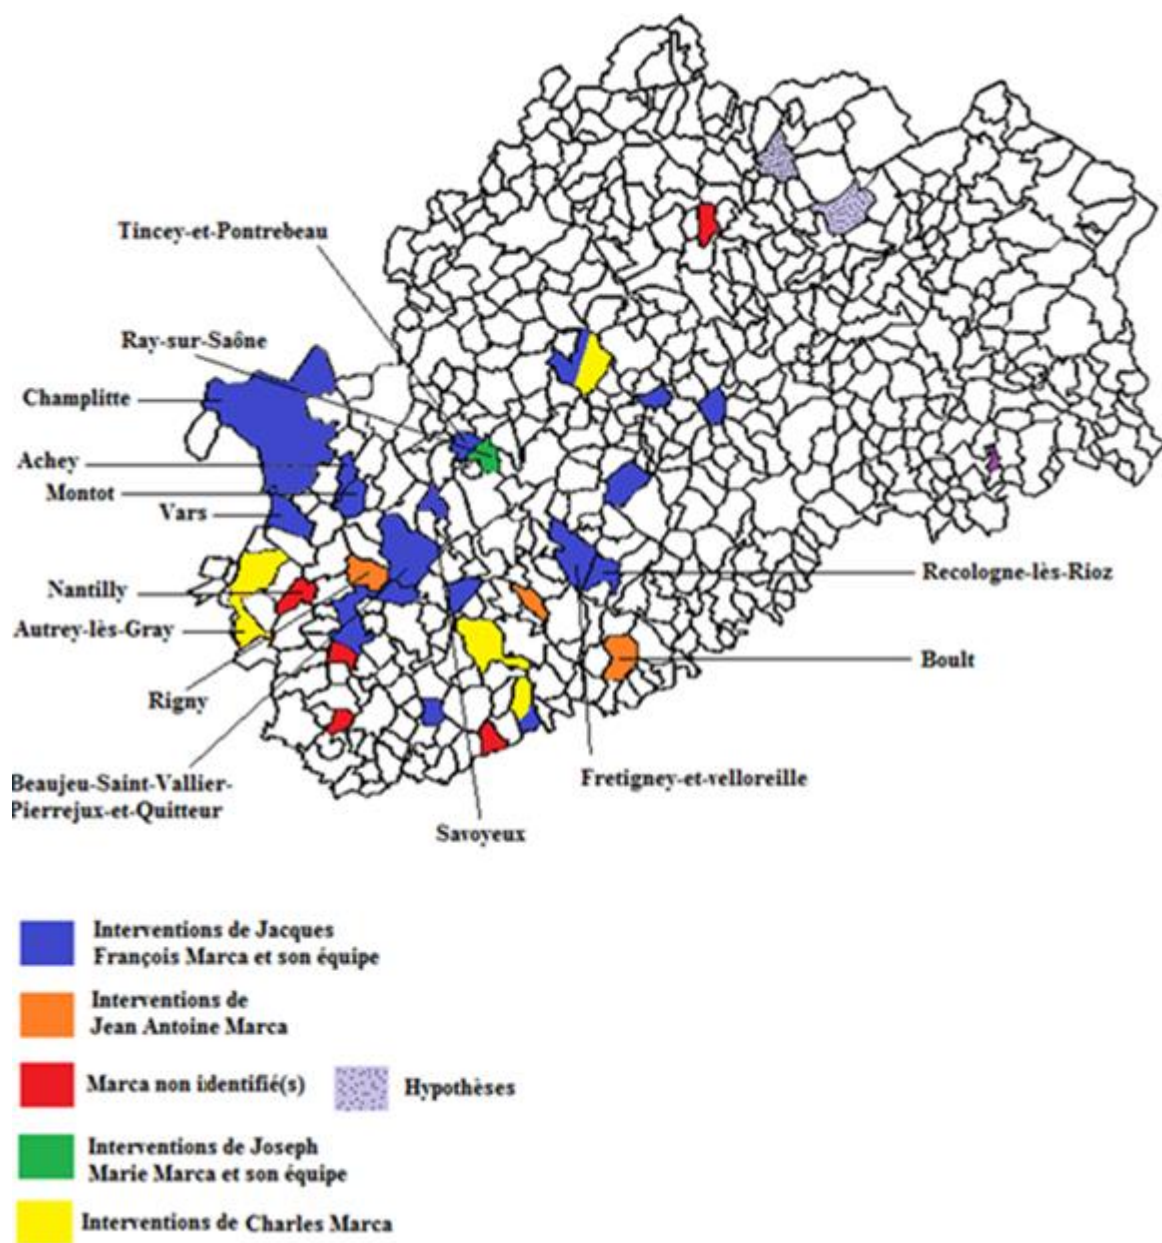 Tincey-et-Pontrebeau
Ray-sur-Saône
Champlitte
Achey
Montot
Vars
Nantilly
Autrey-lès-Gray
Rigny
Beaujeu-Saint-Vallier-
Pierrejux-et-Quitteur
Savoyeux
Fretigney-et-velloreille
Boult
Recologne-lès-Rioz
Interventions de Jacques
François Marca et son équipe
Interventions de
Jean Antoine Marca
Marca non identifié(s)
Hypothèses
Interventions de Joseph
Marie Marca et son équipe
Interventions de Charles Marca